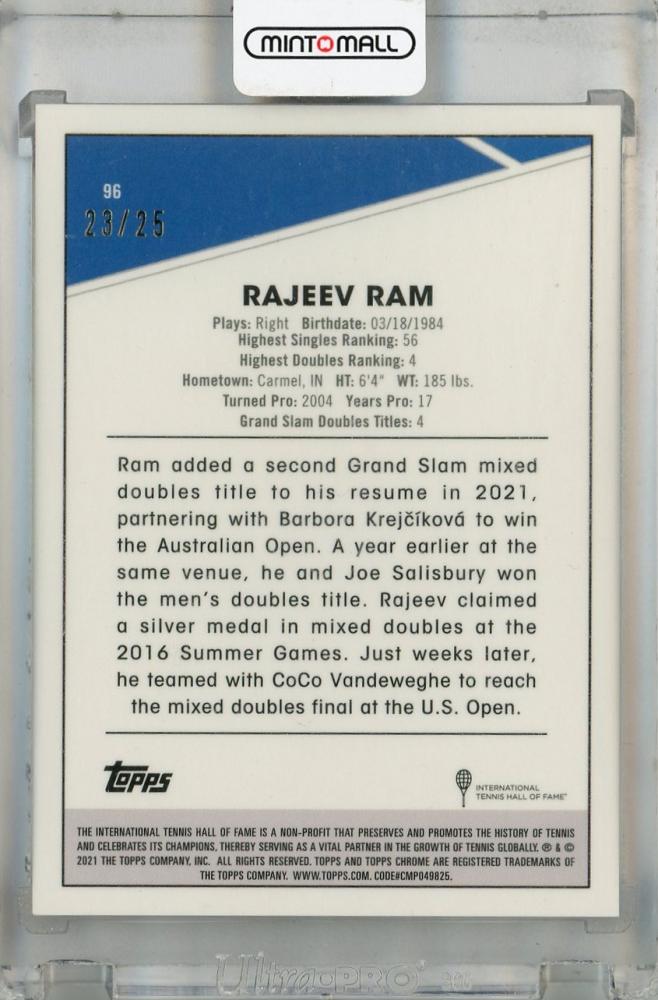 MINTOMALL
96
23/25
RAJEEV RAM
Plays: Right Birthdate: 03/18/1984
Highest Singles Ranking: 56
Highest Doubles Ranking: 4
Hometown: Carmel, IN HT: 6'4" WT: 185 lbs.
Turned Pro: 2004 Years Pro: 17
Grand Slam Doubles Titles: 4
Ram added a second Grand Slam mixed
doubles title to his resume in 2021,
partnering with Barbora Krejčíková to win
the Australian Open. A year earlier at the
same venue, he and Joe Salisbury won
the men's doubles title. Rajeev claimed
a silver medal in mixed doubles at the
2016 Summer Games. Just weeks later,
he teamed with CoCo Vandeweghe to reach
the mixed doubles final at the U.S. Open.
topps
INTERNATIONAL
TENNIS HALL OF FAME®
THE INTERNATIONAL TENNIS HALL OF FAME IS A NON-PROFIT THAT PRESERVES AND PROMOTES THE HISTORY OF TENNIS
AND CELEBRATES ITS CHAMPIONS, THEREBY SERVING AS A VITAL PARTNER IN THE GROWTH OF TENNIS GLOBALLY. ® & ©
2021 THE TOPPS COMPANY, INC. ALL RIGHTS RESERVED. TOPPS AND TOPPS CHROME ARE REGISTERED TRADEMARKS OF
THE TOPPS COMPANY. WWW.TOPPS.COM. CODE#CMP049825.
Ultra•PRO